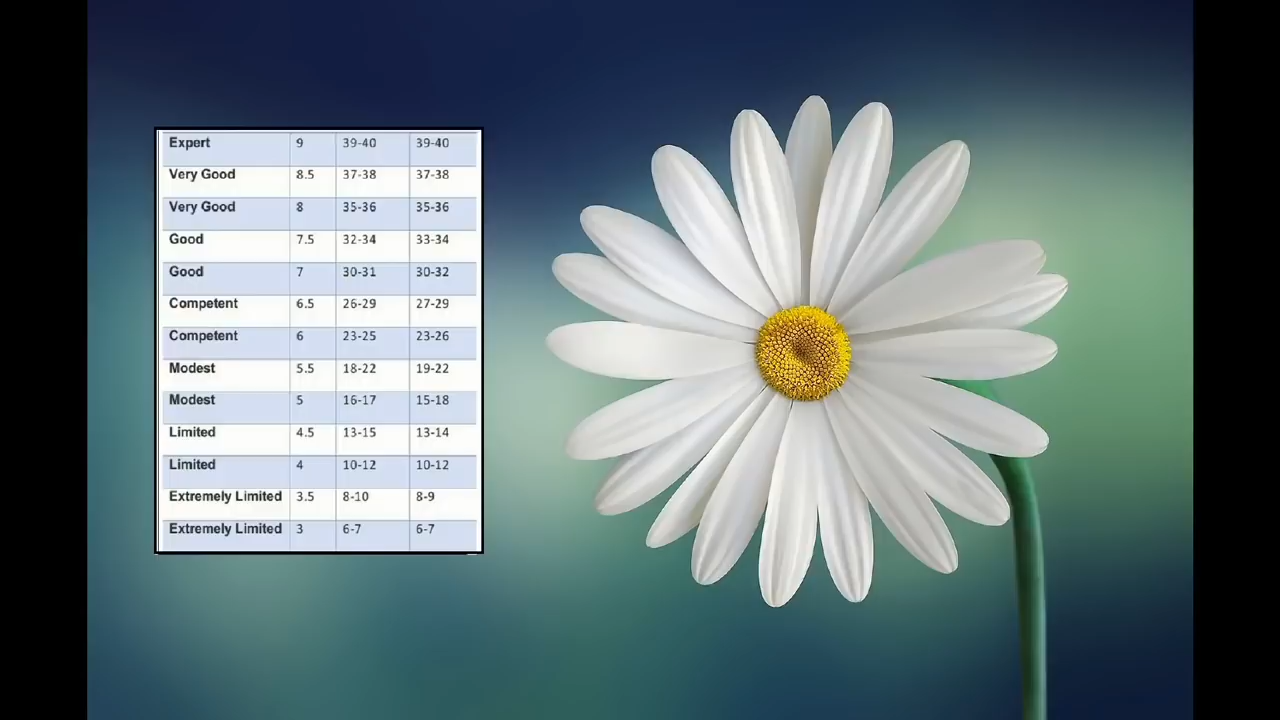 Expert 9 39-40 39-40
Very Good 8.5 37-38 37-38
Very Good 8 35-36 35-36
Good 7.5 32-34 33-34
Good 7 30-31 30-32
Competent 6.5 26-29 27-29
Competent 6 23-25 23-26
Modest 5.5 18-22 19-22
Modest 5 16-17 15-18
Limited 4.5 13-15 13-14
Limited 4 10-12 10-12
Extremely Limited 3.5 8-10 8-9
Extremely Limited 3 6-7 6-7